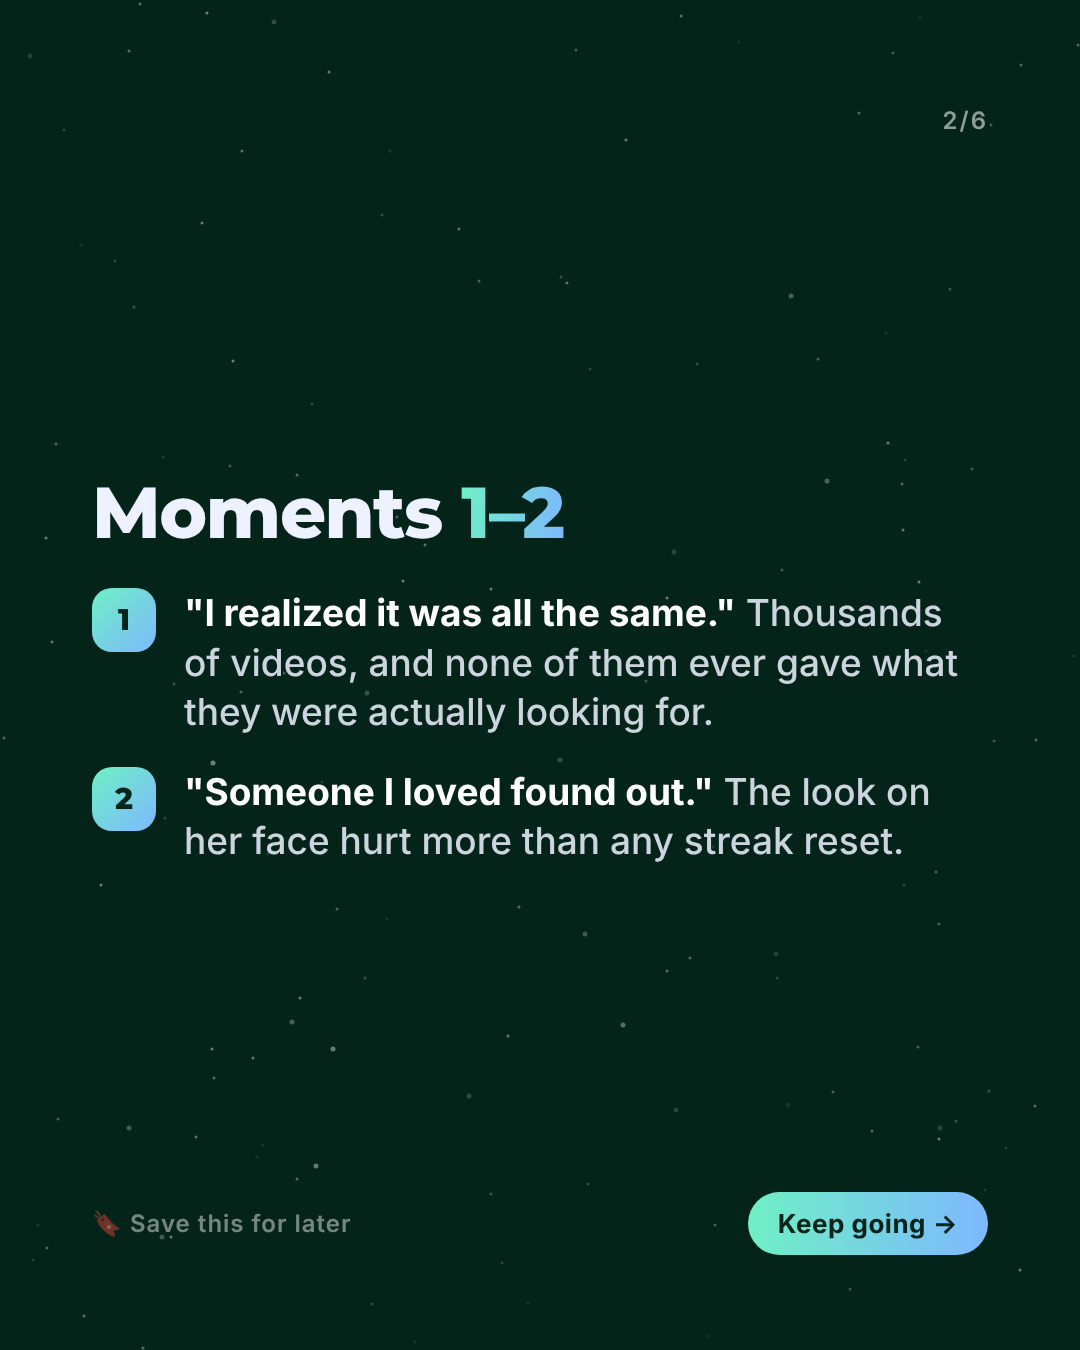 2/6
Moments 1–2
1
"I realized it was all the same." Thousands
of videos, and none of them ever gave what
they were actually looking for.
2
"Someone I loved found out." The look on
her face hurt more than any streak reset.
🔖 Save this for later
Keep going →